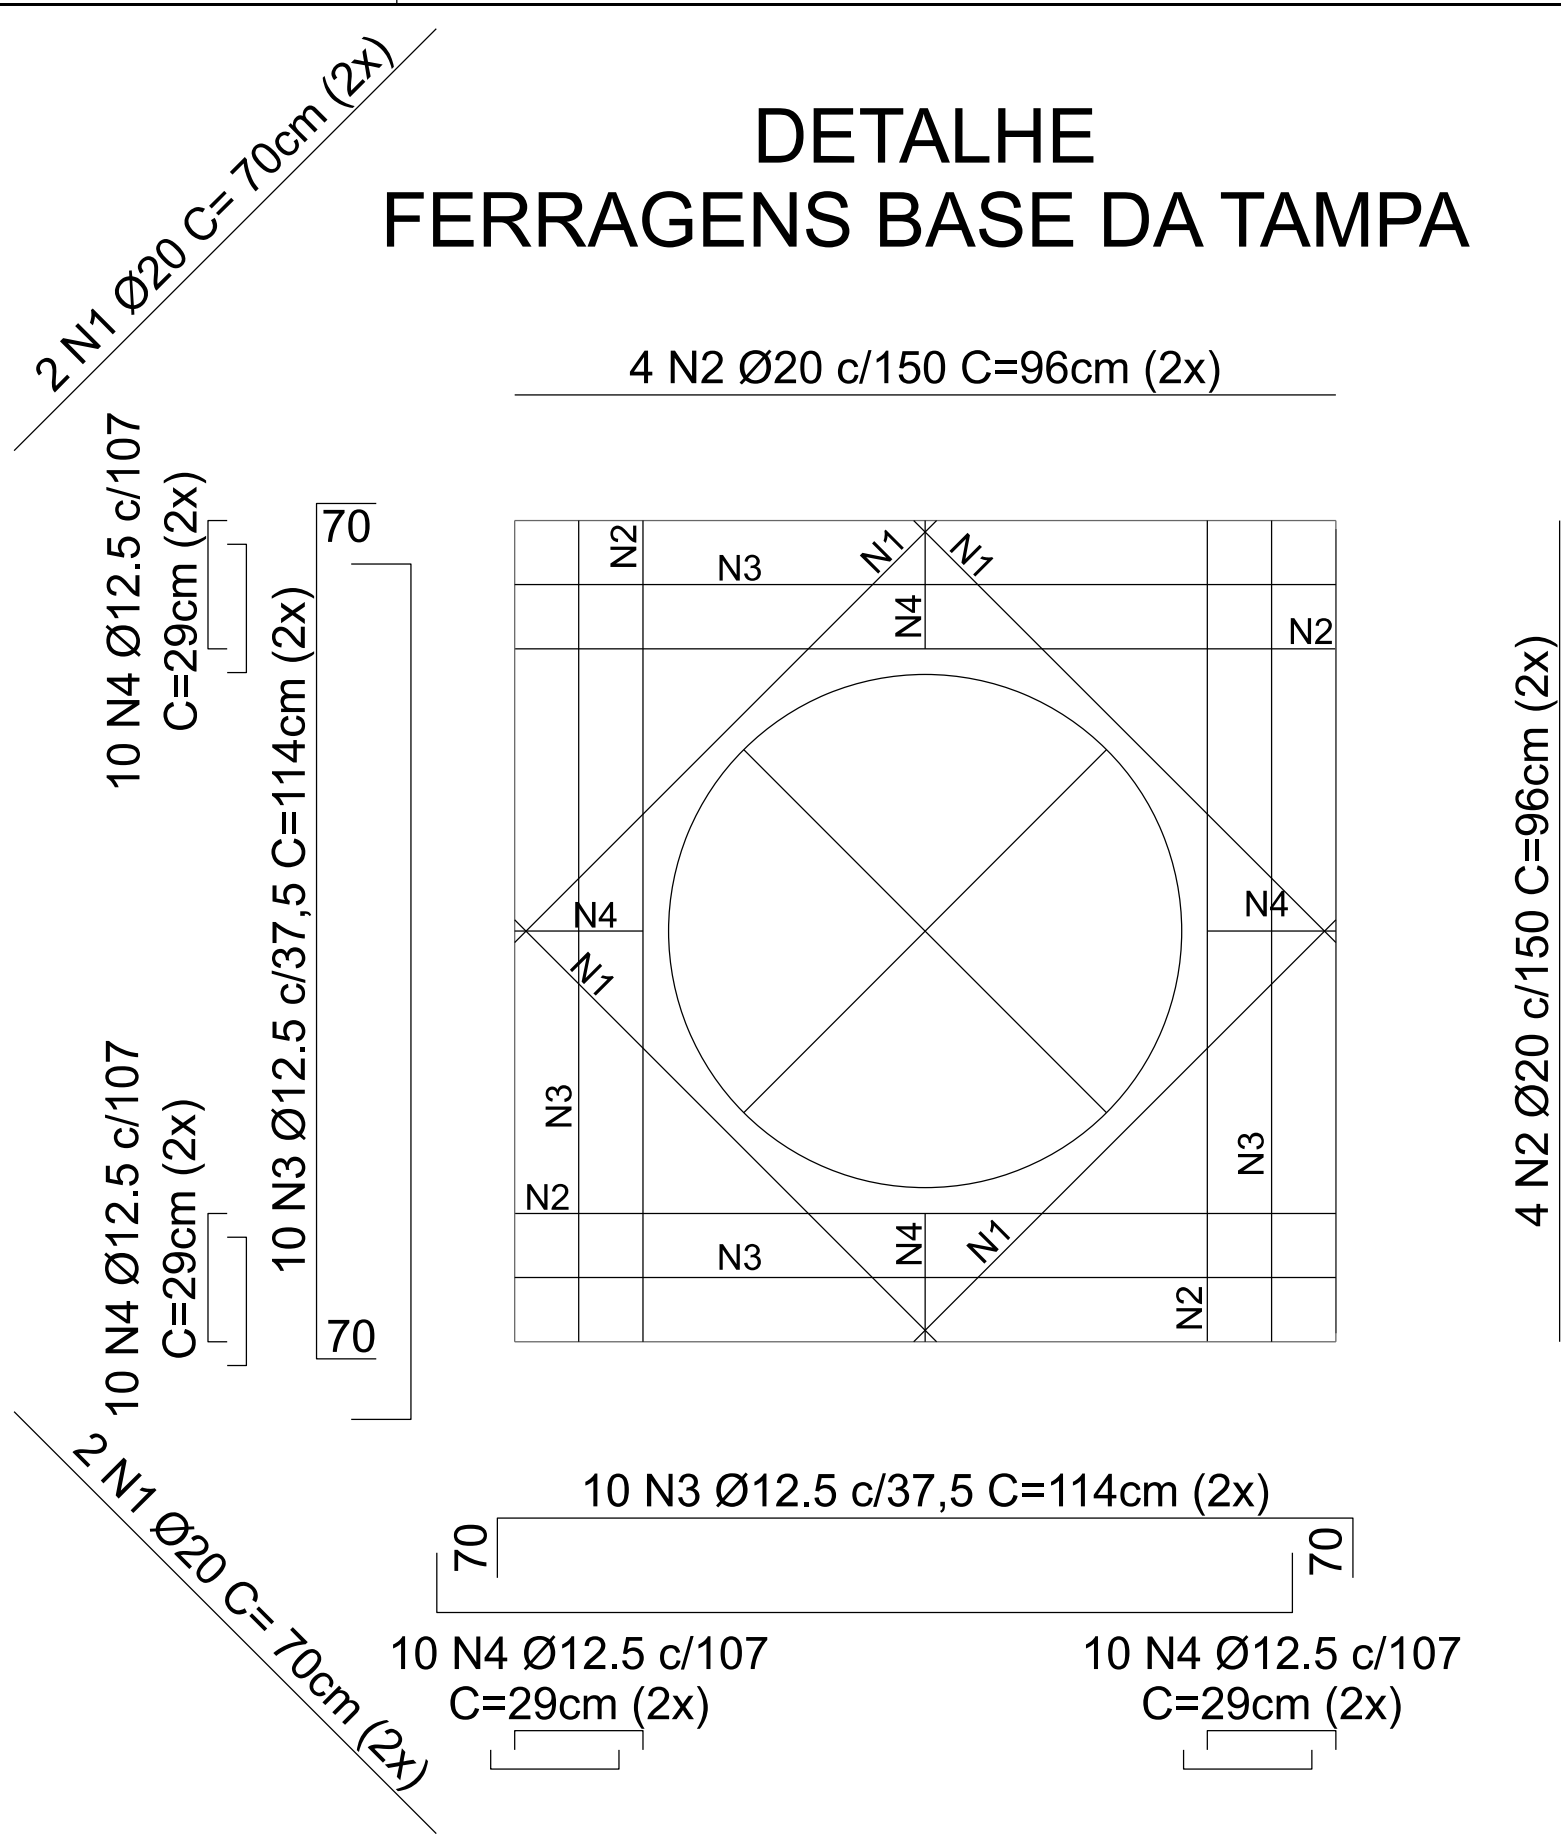 DETALHE
FERRAGENS BASE DA TAMPA
2 N1 Ø20 C= 70cm (2x)
4 N2 Ø20 c/150 C=96cm (2x)
10 N4 Ø12.5 c/107
C=29cm (2x)
70
10 N3 Ø12.5 c/37,5 C=114cm (2x)
70
10 N4 Ø12.5 c/107
C=29cm (2x)
N2
N3
N1
N1
N4
N2
N4
N4
N1
N3
N3
N2
N3
N4
N1
N2
4 N2 Ø20 c/150 C=96cm (2x)
2 N1 Ø20 C= 70cm (2x)
10 N3 Ø12.5 c/37,5 C=114cm (2x)
70
70
10 N4 Ø12.5 c/107
C=29cm (2x)
10 N4 Ø12.5 c/107
C=29cm (2x)